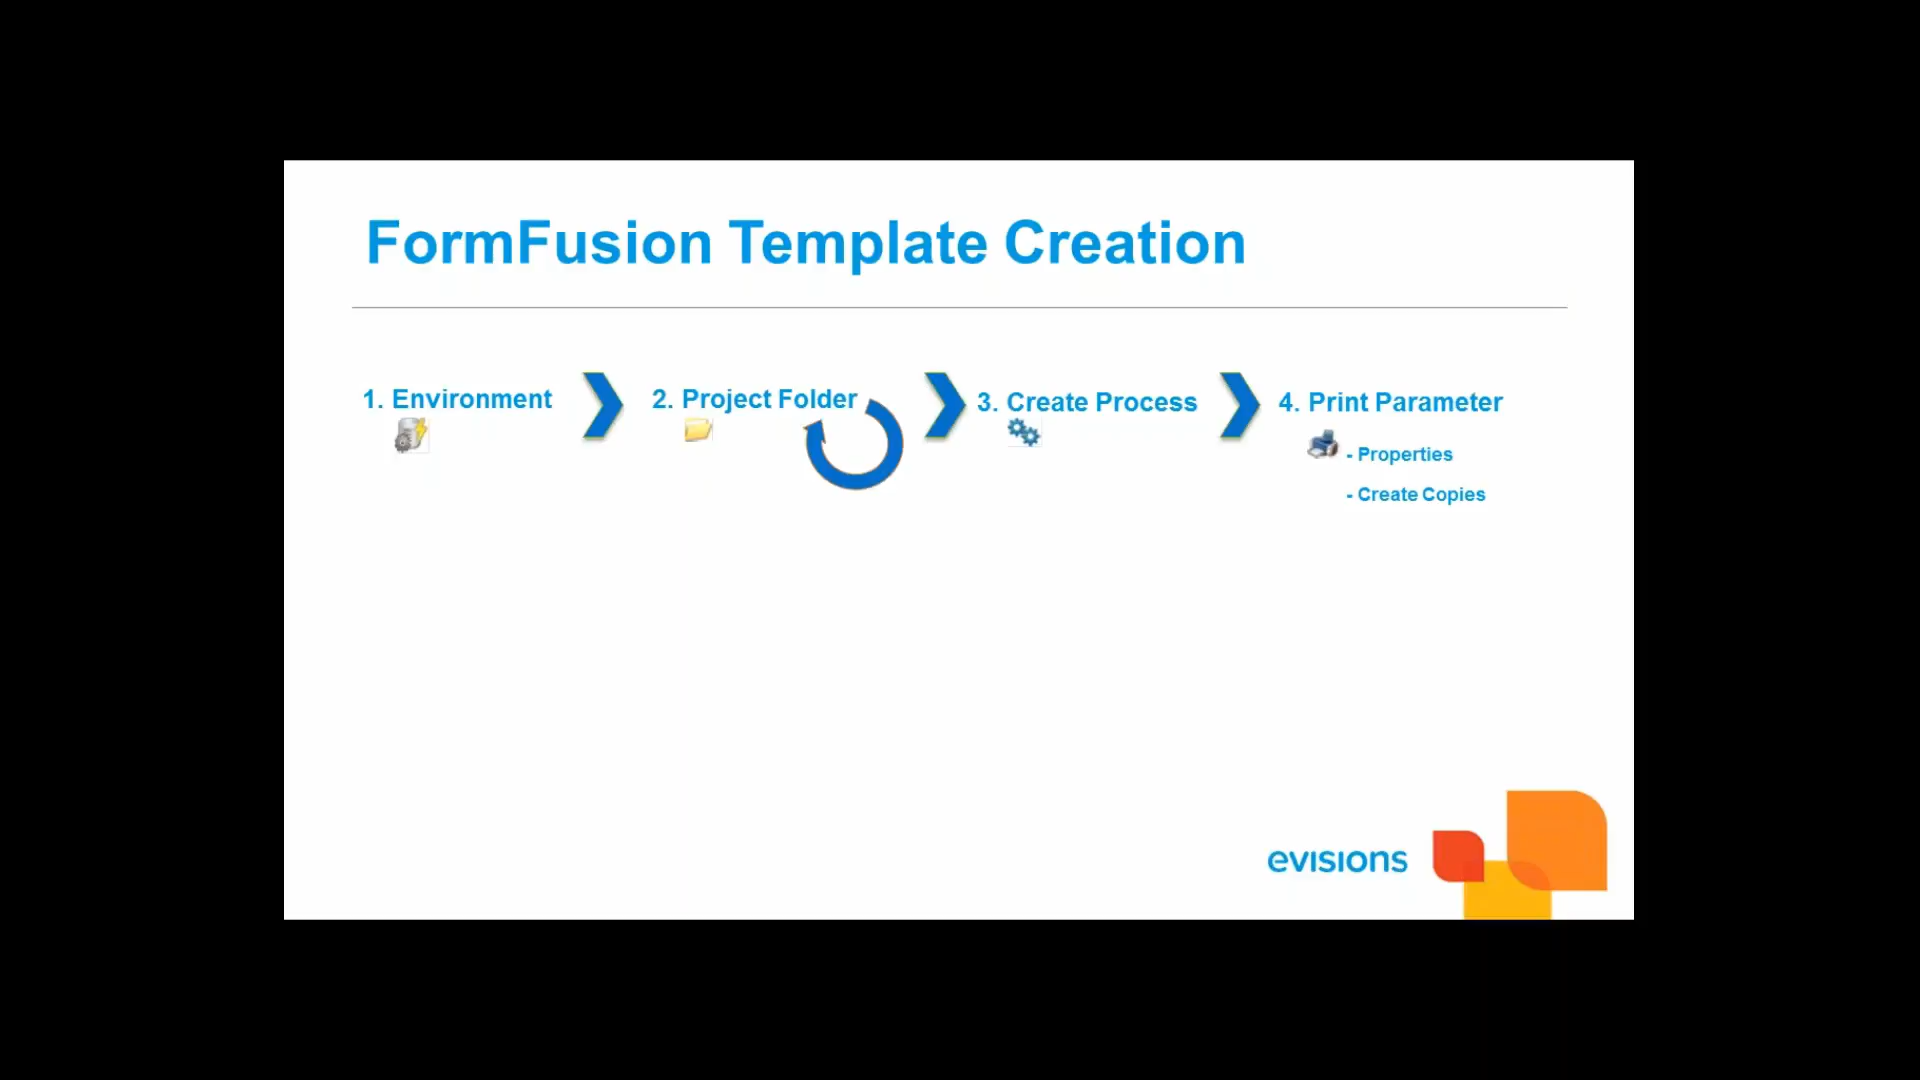 FormFusion Template Creation
1. Environment
2. Project Folder
3. Create Process
4. Print Parameter
- Properties
- Create Copies
evisions